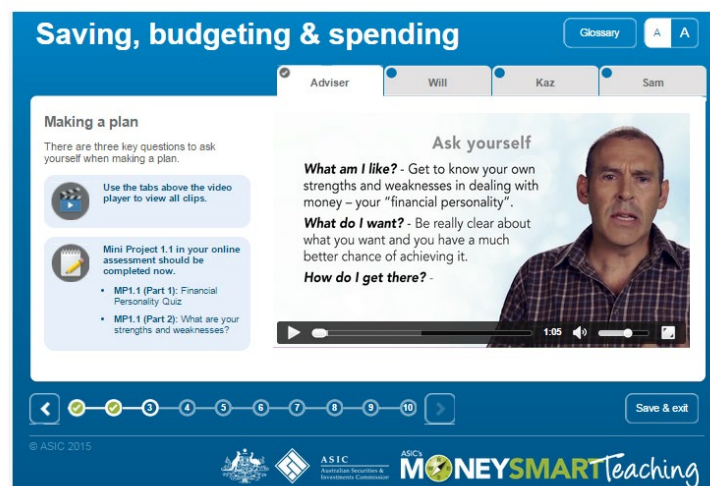 Saving, budgeting & spending
Glossary
A A
Adviser
Will
Kaz
Sam
Making a plan
There are three key questions to ask
yourself when making a plan.
Use the tabs above the video
player to view all clips.
Mini Project 1.1 in your online
assessment should be
completed now.
• MP1.1 (Part 1): Financial
Personality Quiz
• MP1.1 (Part 2): What are your
strengths and weaknesses?
Ask yourself
What am I like? - Get to know your own
strengths and weaknesses in dealing with
money – your "financial personality".
What do I want? - Be really clear about
what you want and you have a much
better chance of achieving it.
How do I get there? -
1:05
3 4 5 6 7 8 9 10
Save & exit
© ASIC 2015
ASIC
Australian Securities &
Investments Commission
ASIC's
MONEYSMART Teaching